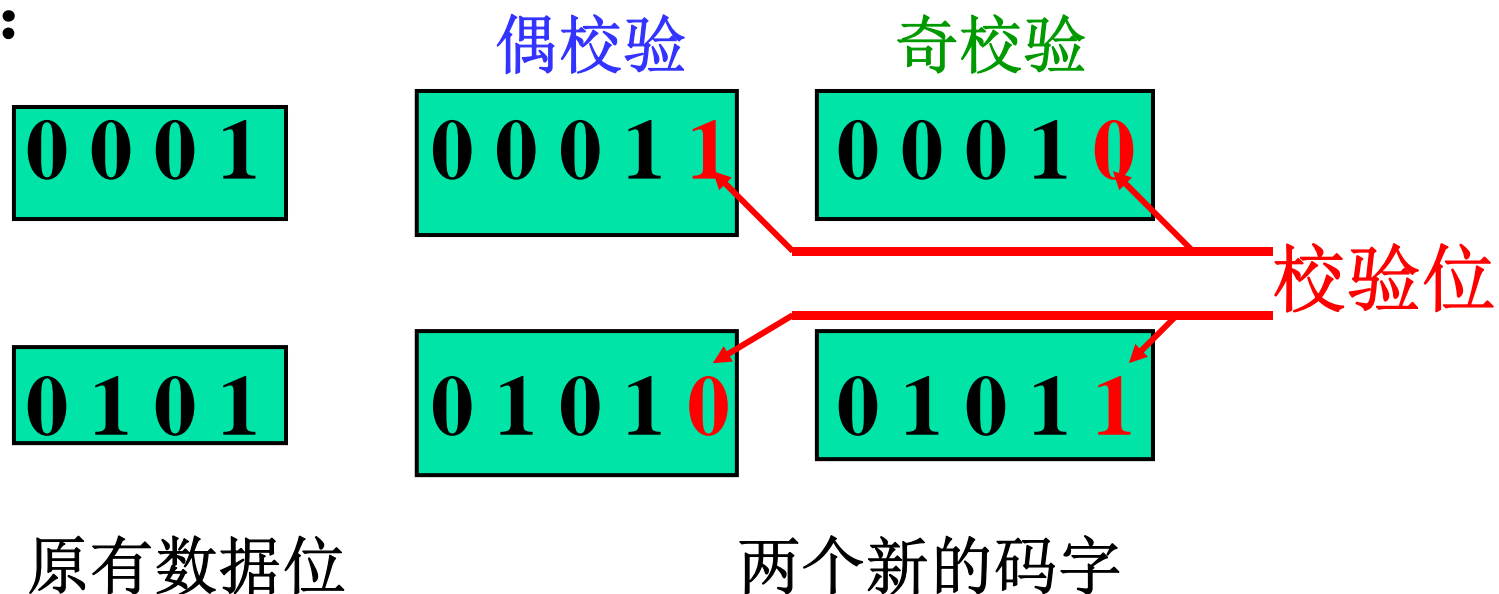 :
偶校验 奇校验
0 0 0 1 0 0 0 1 1 0 0 0 1 0
校验位
0 1 0 1 0 1 0 1 0 0 1 0 1 1
原有数据位 两个新的码字